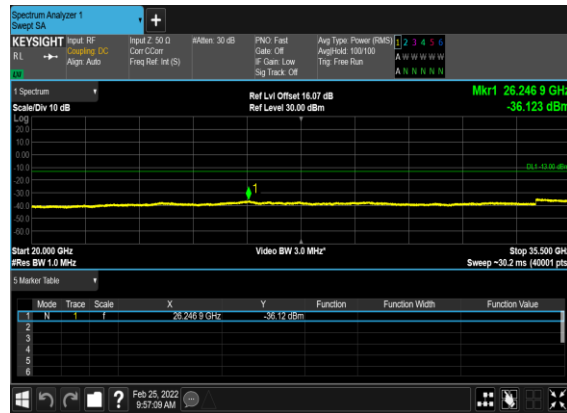 Spectrum Analyzer 1
Swept SA
+
KEYSIGHT Input: RF Input Z: 50 Ω #Atten: 30 dB PNO: Fast Avg Type: Power (RMS) 1 2 3 4 5 6
RL Coupling: DC Corr CCorr Gate: Off Avg|Hold: 100/100 A W W W W W
Align: Auto Freq Ref: Int (S) IF Gain: Low Trig: Free Run
LW Sig Track: Off A N N N N N
1 Spectrum Ref Lvl Offset 16.07 dB Mkr1 26.246 9 GHz
Scale/Div 10 dB Ref Level 30.00 dBm -36.123 dBm
Log
20.0
10.0
0.00
-10.0 DL1 -13.00 dBm
-20.0
-30.0 1
-40.0
-50.0
-60.0
Start 20.000 GHz Video BW 3.0 MHz* Stop 35.500 GHz
#Res BW 1.0 MHz Sweep ~30.2 ms (40001 pts)
5 Marker Table
Mode Trace Scale X Y Function Function Width Function Value
1 N 1 f 26.246 9 GHz -36.12 dBm
2
3
4
5
6
? Feb 25, 2022
9:57:09 AM